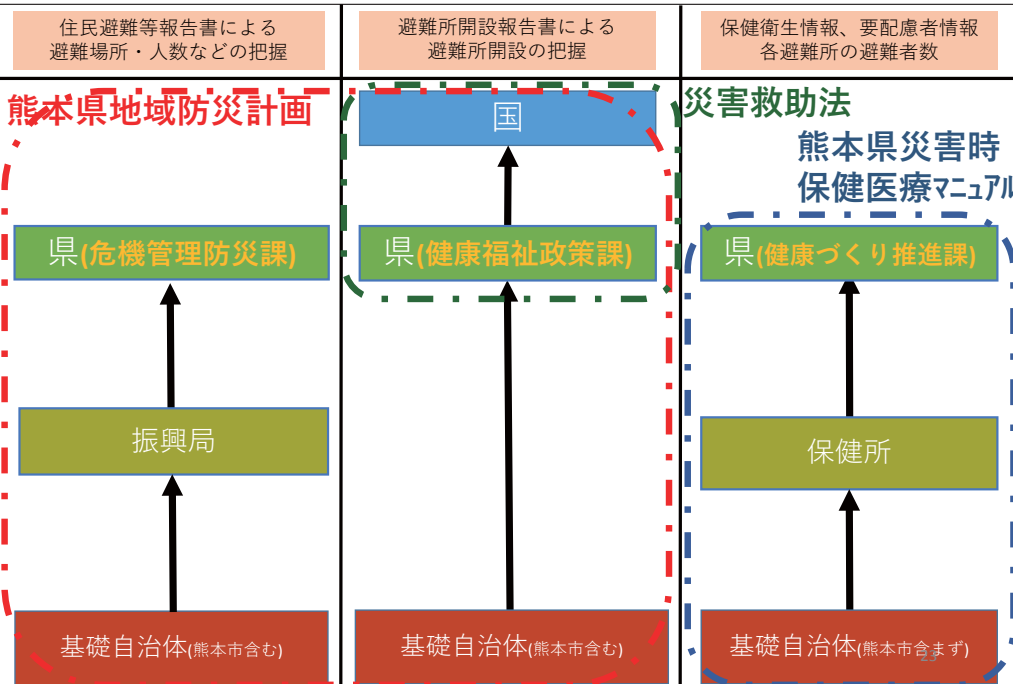 住民避難等報告書による
避難場所・人数などの把握
避難所開設報告書による
避難所開設の把握
保健衛生情報、要配慮者情報
各避難所の避難者数
熊本県地域防災計画
災害救助法
熊本県災害時
保健医療マニュアル
国
県(危機管理防災課)
県(健康福祉政策課)
県(健康づくり推進課)
振興局
保健所
基礎自治体(熊本市含む)
基礎自治体(熊本市含む)
基礎自治体(熊本市含まず)
23